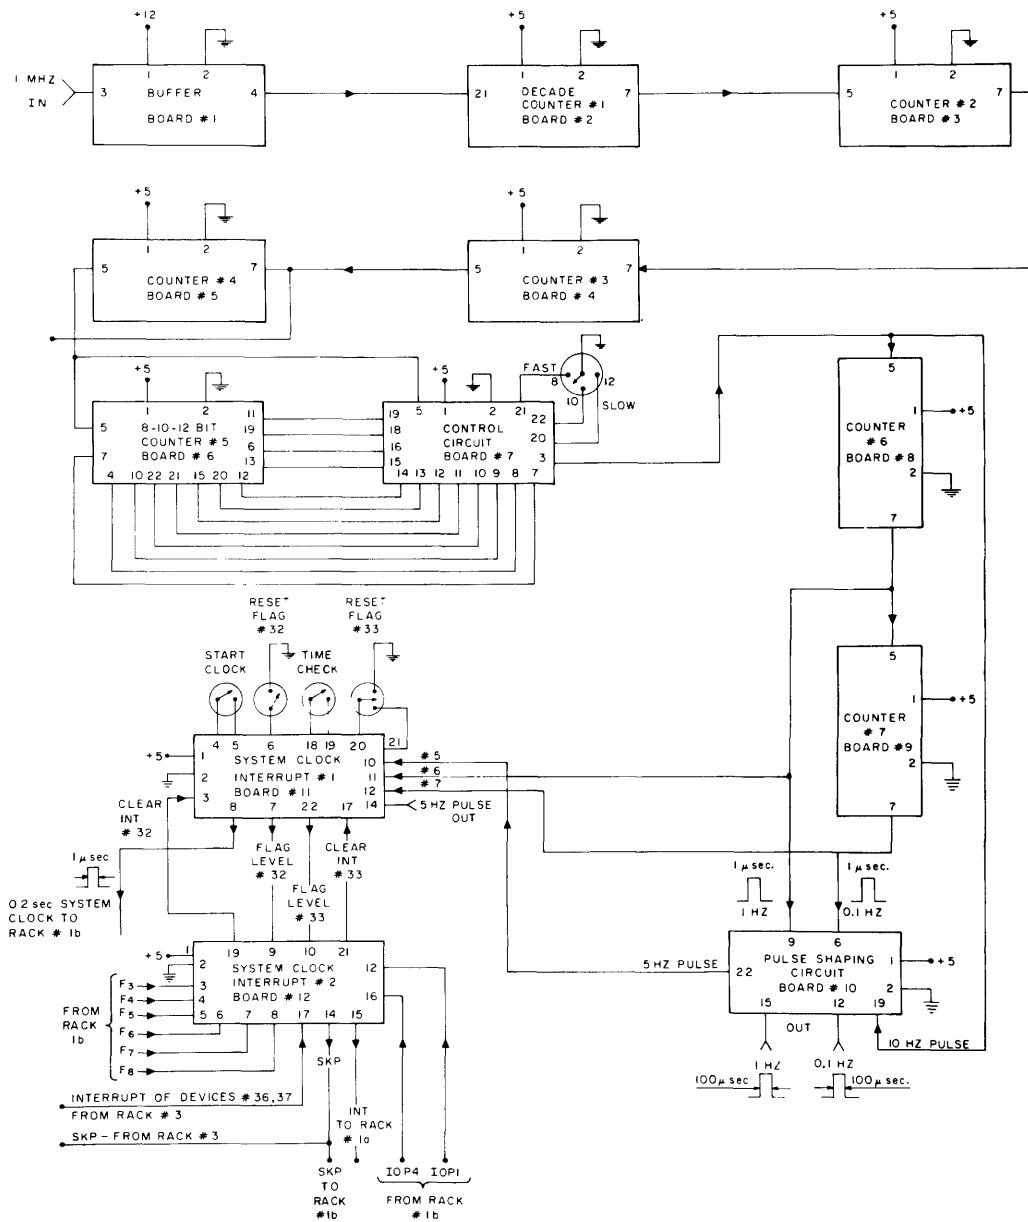 +12
+5
+5
1 MHZ IN
3
1
2
4
BUFFER
BOARD #1
21
1
2
7
DECADE
COUNTER #1
BOARD #2
5
1
2
7
COUNTER #2
BOARD #3
+5
+5
5
1
2
7
COUNTER #4
BOARD #5
5
1
2
7
COUNTER #3
BOARD #4
+5
1
2
11
5
19
7
6
13
8-10-12 BIT
COUNTER #5
BOARD #6
4 10 22 21 15 20 12
+5
19
5
1
2
21
18
22
16
20
15
3
CONTROL
CIRCUIT
BOARD #7
14 13 12 11 10 9 8 7
FAST
8
12
10
SLOW
5
1
+5
COUNTER
#6
BOARD #8
2
7
5
1
+5
COUNTER
#7
BOARD #9
2
7
RESET
FLAG
#32
RESET
FLAG
#33
START
CLOCK
TIME
CHECK
4 5 6 18 19 20 21
+5
1
SYSTEM CLOCK
10
#5
2
INTERRUPT #1
11
#6
3
BOARD #11
12
#7
8 7 22 17 14
5 HZ PULSE
OUT
CLEAR
INT
#32
FLAG
LEVEL
#32
CLEAR
INT
#33
FLAG
LEVEL
#33
1 μ sec
0.2 sec SYSTEM
CLOCK TO
RACK #1b
1 μ sec.
1 HZ
1 μ sec.
0.1 HZ
9 6
5 HZ PULSE
22
PULSE SHAPING
CIRCUIT
BOARD #10
1
+5
2
15 12 19
OUT
1 HZ
0.1 HZ
10 HZ PULSE
100 μ sec
100 μ sec.
+5
1
19 9 10 21
2
SYSTEM CLOCK
12
3
INTERRUPT #2
4
BOARD #12
16
5 6 7 8 17 14 15
FROM
RACK
1b
F3
F4
F5
F6
F7
F8
SKP
INTERRUPT OF DEVICES #36,37
FROM RACK #3
SKP - FROM RACK #3
INT
TO RACK
#1a
SKP
TO
RACK
#1b
IOP4 IOP1
FROM RACK
#1b